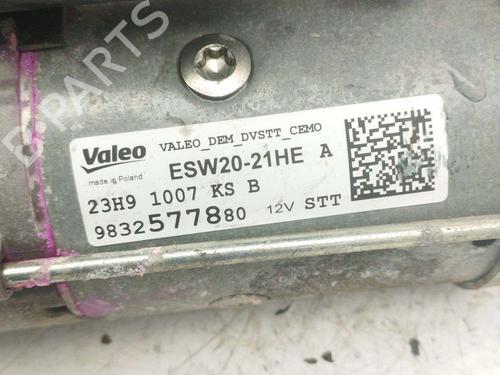 B-PARTS
VALEO_DEM_DVSTT_CEMO
Valeo
ESW20-21HE A
made in Poland
23H9 1007 KS B
9832577880 12V STT